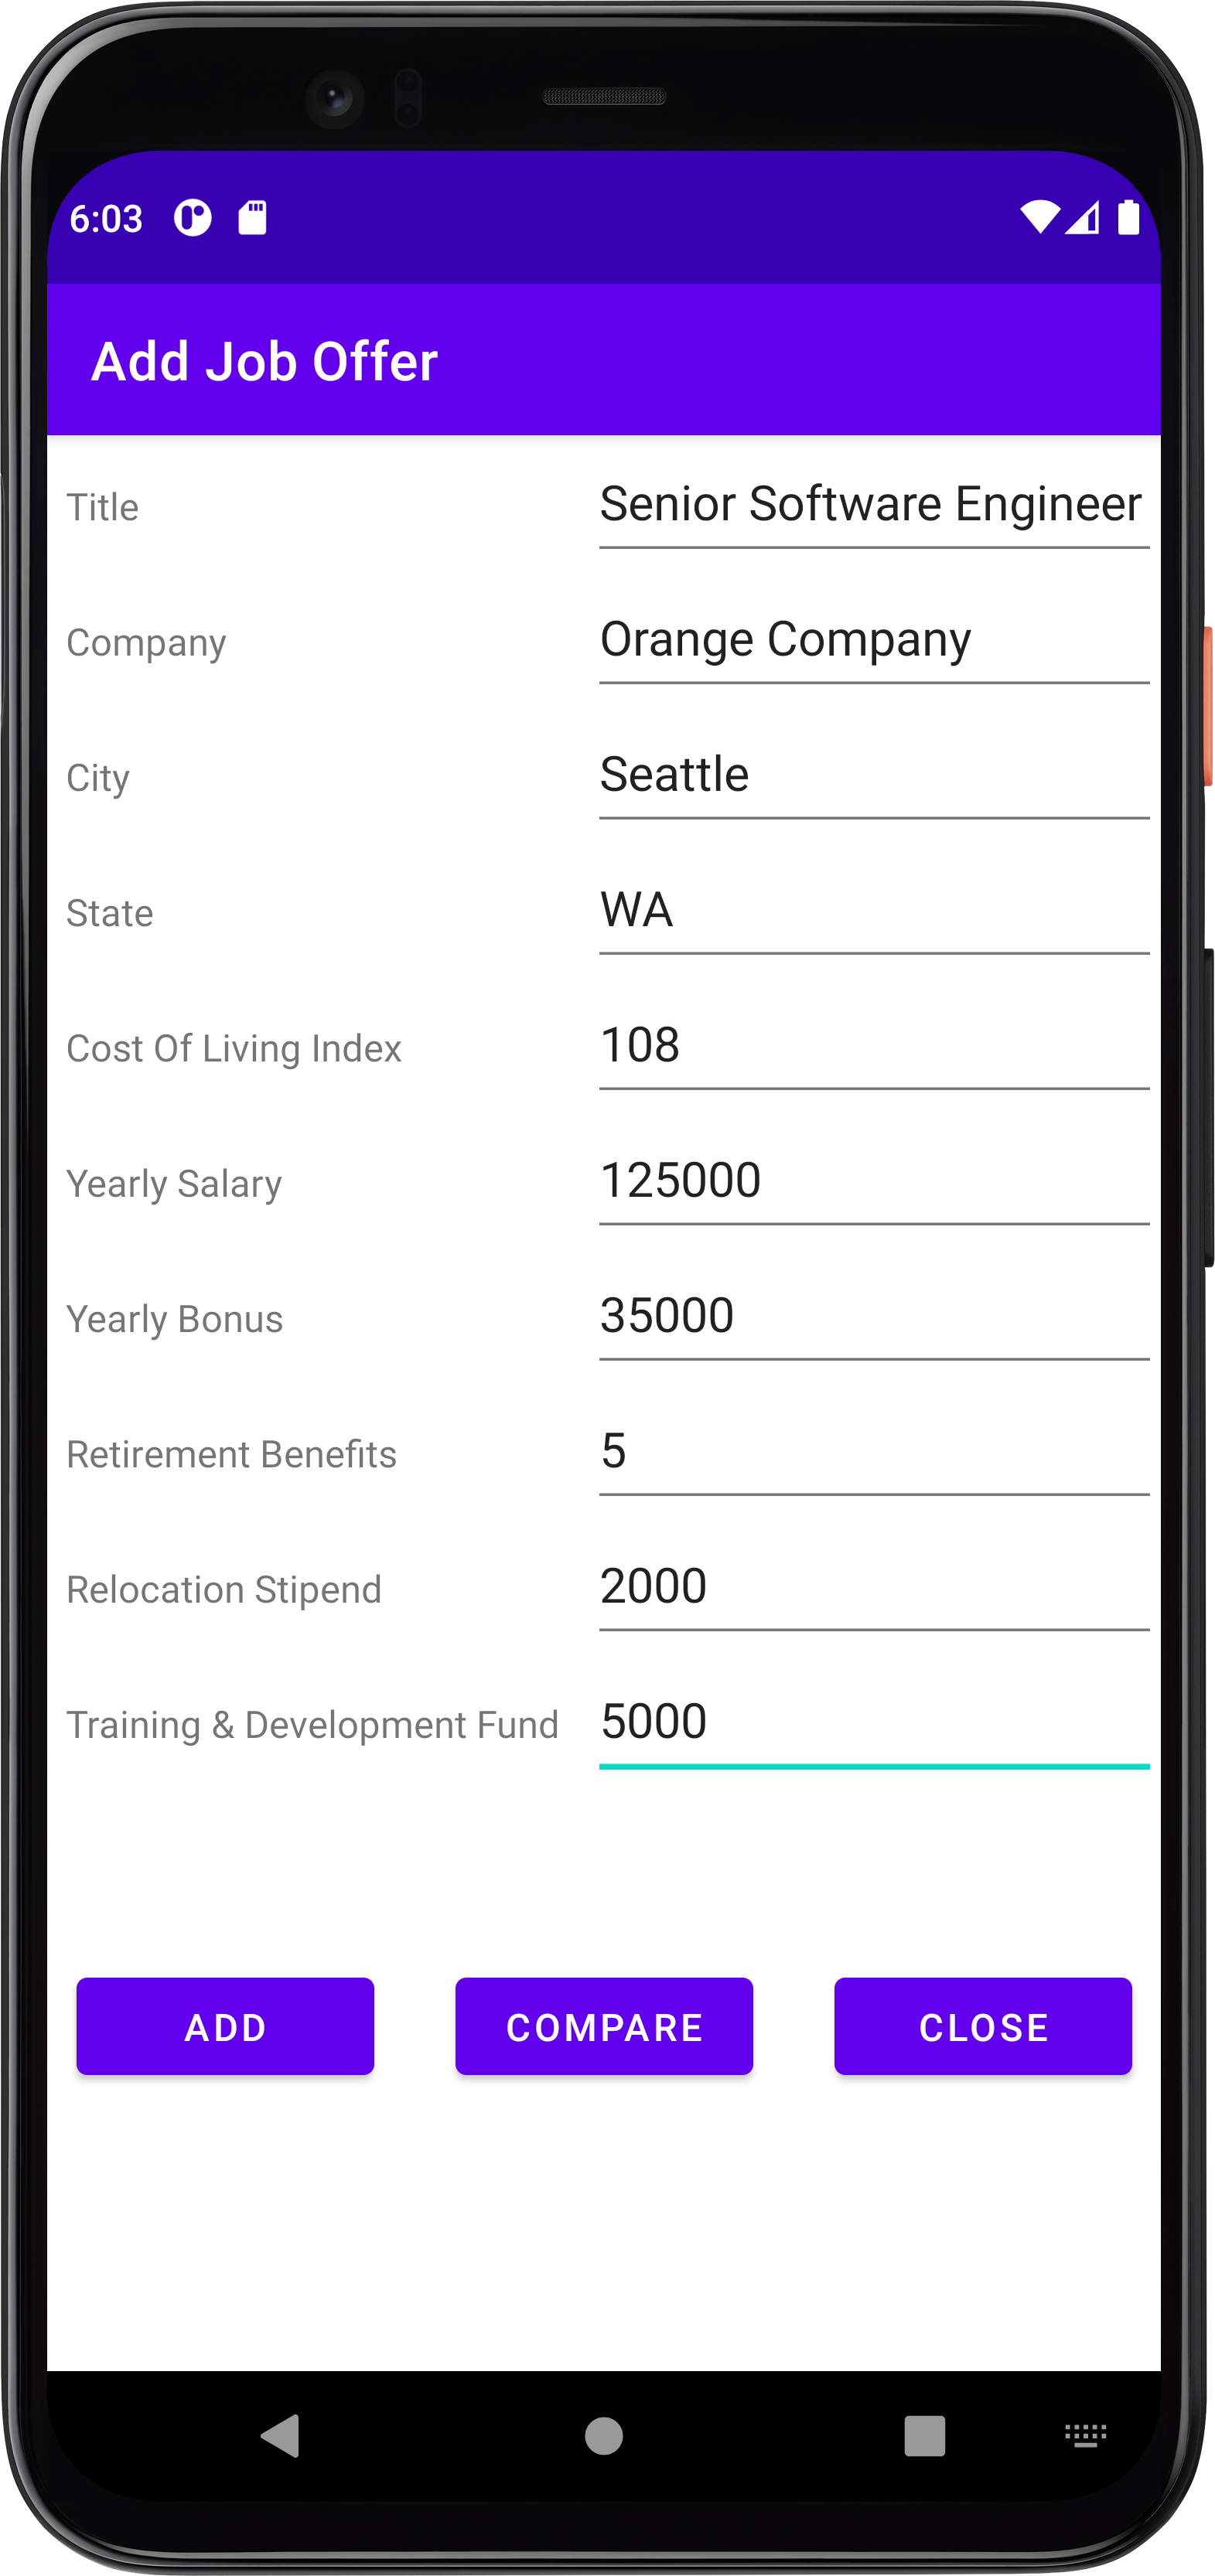 6:03
Add Job Offer
Title Senior Software Engineer
Company Orange Company
City Seattle
State WA
Cost Of Living Index 108
Yearly Salary 125000
Yearly Bonus 35000
Retirement Benefits 5
Relocation Stipend 2000
Training & Development Fund 5000
ADD COMPARE CLOSE